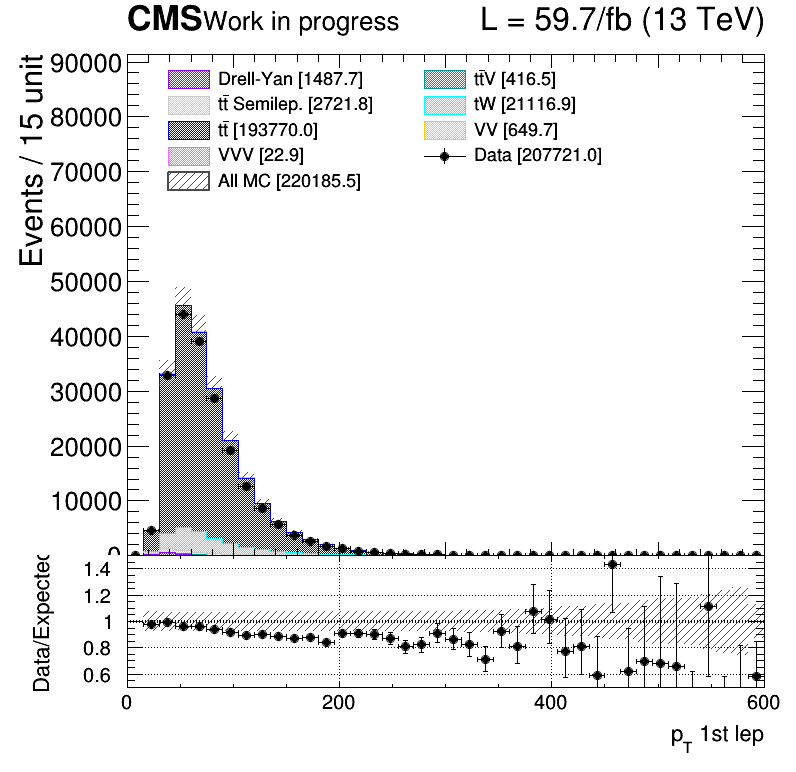 CMS Work in progress L = 59.7/fb (13 TeV)
Events / 15 unit
90000
80000
70000
60000
50000
40000
30000
20000
10000
0
Drell-Yan [1487.7]
tt̄ Semilep. [2721.8]
tt̄ [193770.0]
VVV [22.9]
All MC [220185.5]
tt̄V [416.5]
tW [21116.9]
VV [649.7]
Data [207721.0]
Data/Expected
1.4
1.2
1
0.8
0.6
0 200 400 600
p_T 1st lep